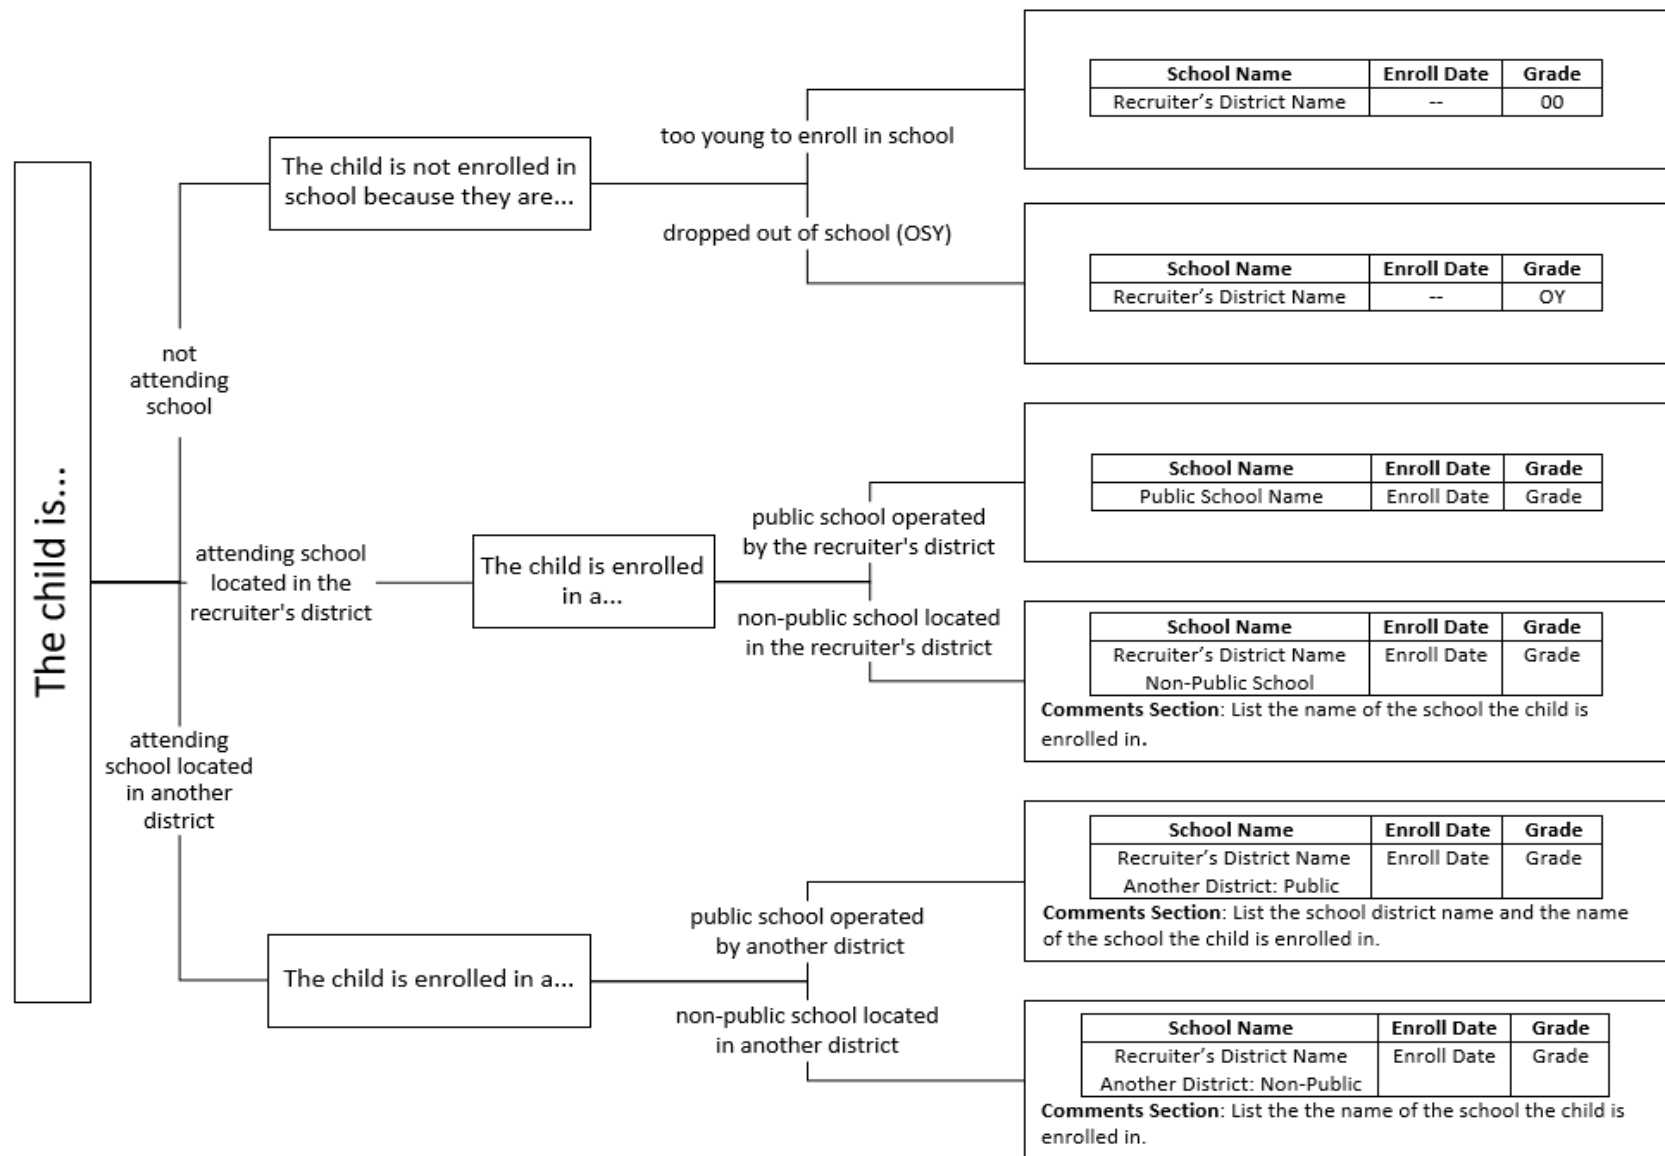 The child is...
not
attending
school
The child is not enrolled in
school because they are...
too young to enroll in school
School Name Enroll Date Grade
Recruiter's District Name -- 00
dropped out of school (OSY)
School Name Enroll Date Grade
Recruiter's District Name -- OY
attending school
located in the
recruiter's district
The child is enrolled
in a...
public school operated
by the recruiter's district
School Name Enroll Date Grade
Public School Name Enroll Date Grade
non-public school located
in the recruiter's district
School Name Enroll Date Grade
Recruiter's District Name Enroll Date Grade
Non-Public School
Comments Section: List the name of the school the child is
enrolled in.
attending
school located
in another
district
The child is enrolled in a...
public school operated
by another district
School Name Enroll Date Grade
Recruiter's District Name Enroll Date Grade
Another District: Public
Comments Section: List the school district name and the name
of the school the child is enrolled in.
non-public school located
in another district
School Name Enroll Date Grade
Recruiter's District Name Enroll Date Grade
Another District: Non-Public
Comments Section: List the the name of the school the child is
enrolled in.